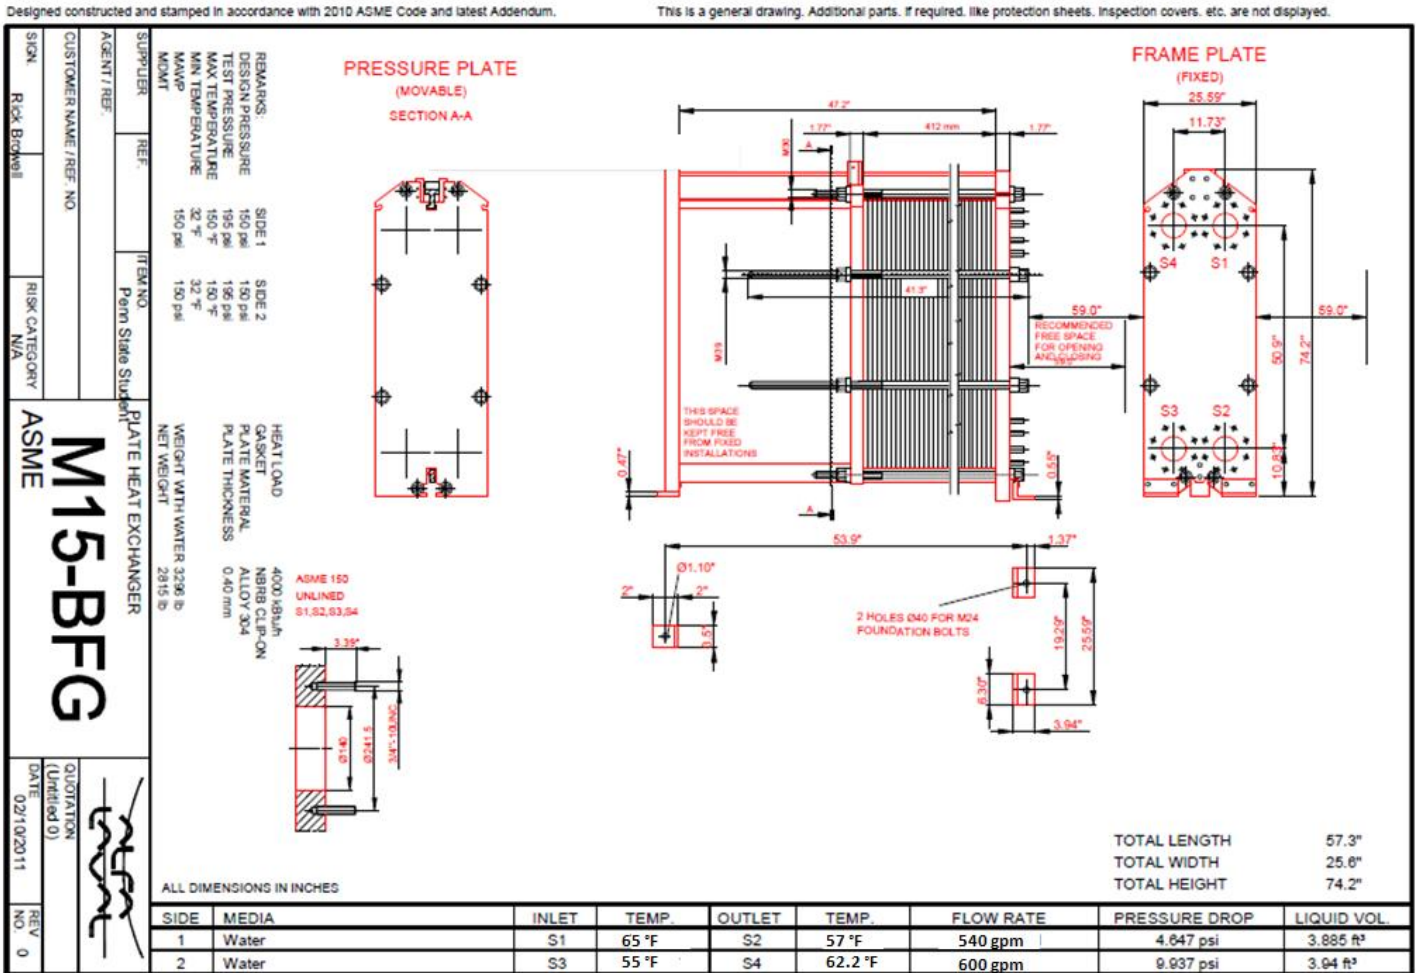 Designed constructed and stamped in accordance with 2010 ASME Code and latest Addendum.
This is a general drawing. Additional parts. If required. like protection sheets. Inspection covers. etc. are not displayed.
PRESSURE PLATE
(MOVABLE)
SECTION A-A
FRAME PLATE
(FIXED)
25.59"
11.73"
47.2"
1.77"
412 mm
1.77"
A
M30
S4
S1
41.3"
M39
59.0"
59.0"
RECOMMENDED
FREE SPACE
FOR OPENING
AND CLOSING
60.9"
74.2"
S3
S2
10.83"
THIS SPACE
SHOULD BE
KEPT FREE
FROM FIXED
INSTALLATIONS
0.47"
0.55"
A
53.9"
1.37"
Ø1.10"
2"
2"
2 HOLES Ø40 FOR M24
FOUNDATION BOLTS
19.29"
25.59"
6.30"
3.94"
REMARKS:
SIDE 1
SIDE 2
DESIGN PRESSURE
150 psi
150 psi
TEST PRESSURE
195 psi
195 psi
MAX TEMPERATURE
150 °F
150 °F
MIN TEMPERATURE
32 °F
32 °F
MAWP
150 psi
150 psi
MDMT
HEAT LOAD
4000 kBtu/h
GASKET
NBRB CLIP-ON
PLATE MATERIAL
ALLOY 304
PLATE THICKNESS
0.40 mm
WEIGHT WITH WATER 3296 lb
NET WEIGHT
2815 lb
SUPPLIER
REF.
ITEM NO.
Penn State Student
AGENT / REF.
CUSTOMER NAME / REF. NO.
SIGN.
Rick Browell
RISK CATEGORY
N/A
PLATE HEAT EXCHANGER
M15-BFG
ASME
ALFA
LAVAL
QUOTATION
(Untitled 0)
DATE
02/10/2011
REV
NO.
0
ASME 150
UNLINED
S1,S2,S3,S4
3.39"
Ø140
Ø241.5
3/4"-10UNC
TOTAL LENGTH 57.3"
TOTAL WIDTH 25.6"
TOTAL HEIGHT 74.2"
ALL DIMENSIONS IN INCHES
SIDE MEDIA INLET TEMP. OUTLET TEMP. FLOW RATE PRESSURE DROP LIQUID VOL.
1 Water S1 65 °F S2 57 °F 540 gpm 4.647 psi 3.885 ft³
2 Water S3 55 °F S4 62.2 °F 600 gpm 9.937 psi 3.94 ft³